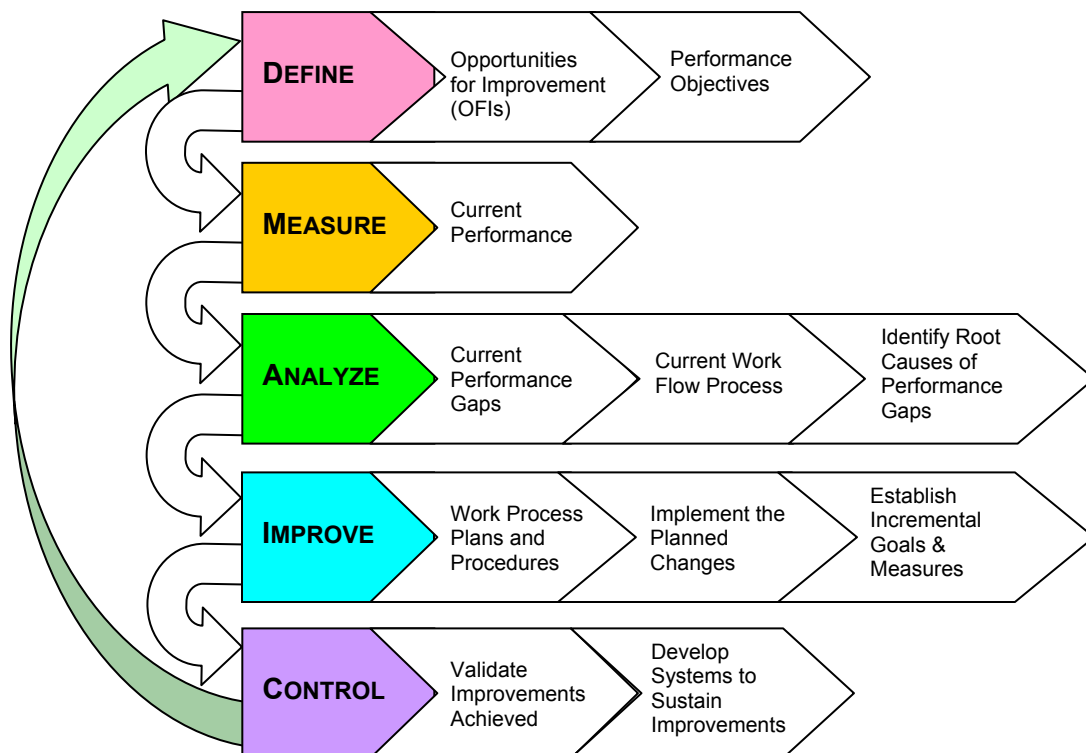 DEFINE
Opportunities
for Improvement
(OFIs)
Performance
Objectives
MEASURE
Current
Performance
ANALYZE
Current
Performance
Gaps
Current Work
Flow Process
Identify Root
Causes of
Performance
Gaps
IMPROVE
Work Process
Plans and
Procedures
Implement the
Planned
Changes
Establish
Incremental
Goals &
Measures
CONTROL
Validate
Improvements
Achieved
Develop
Systems to
Sustain
Improvements